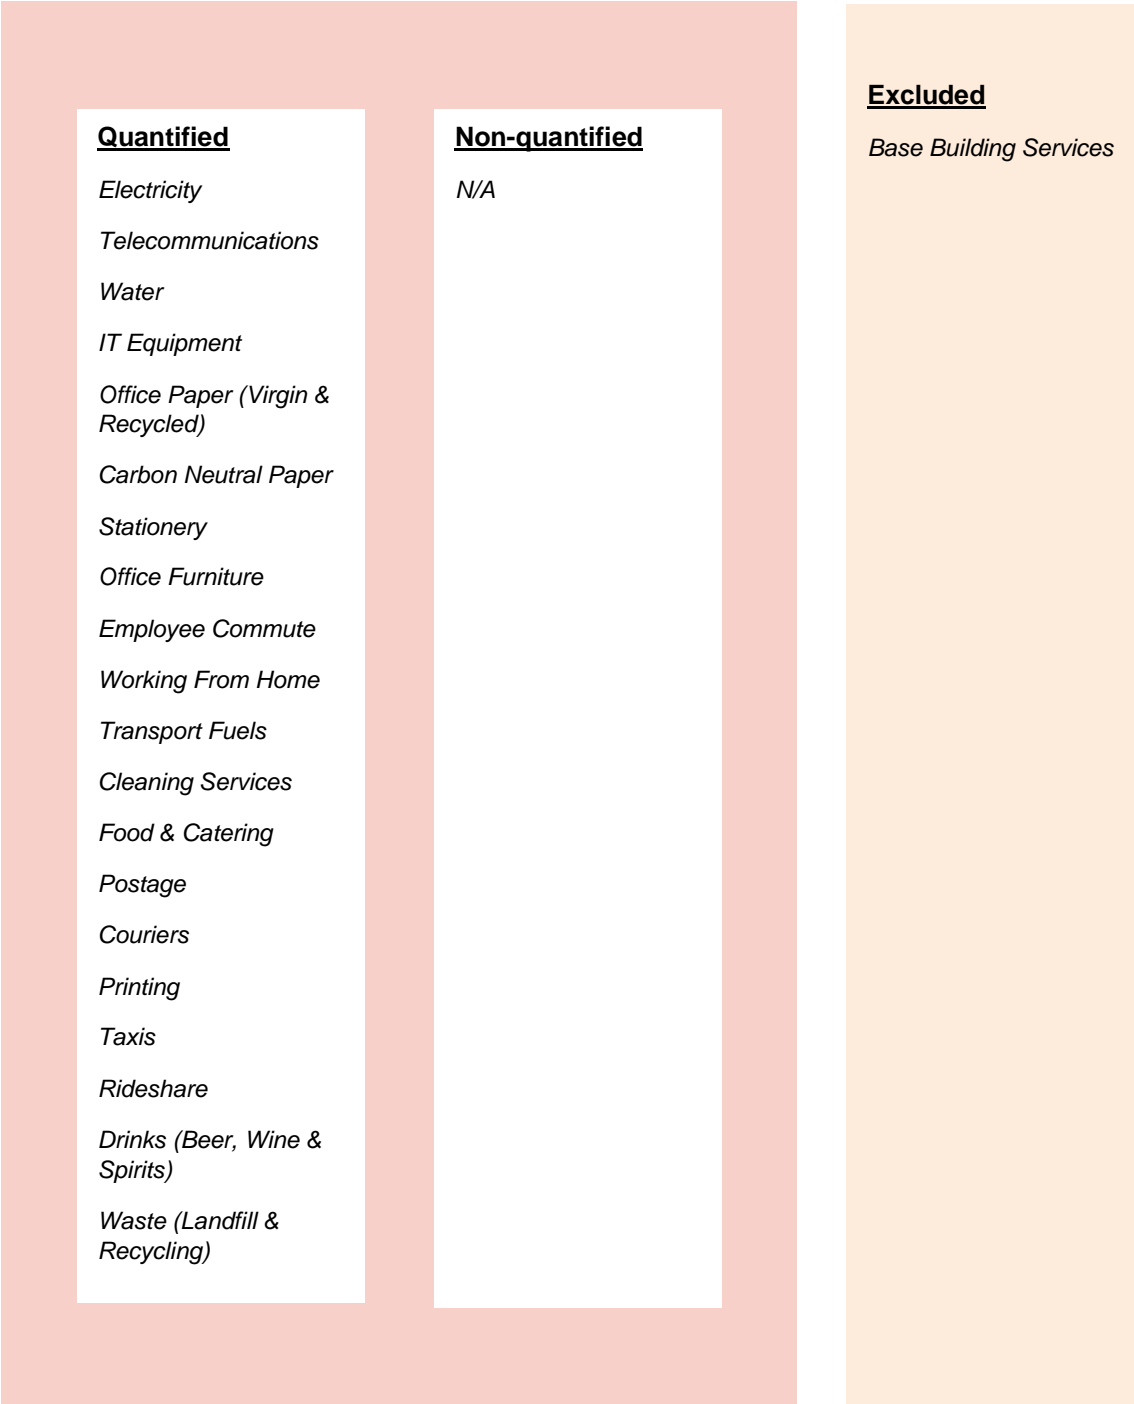 Quantified
Electricity
Telecommunications
Water
IT Equipment
Office Paper (Virgin &
Recycled)
Carbon Neutral Paper
Stationery
Office Furniture
Employee Commute
Working From Home
Transport Fuels
Cleaning Services
Food & Catering
Postage
Couriers
Printing
Taxis
Rideshare
Drinks (Beer, Wine &
Spirits)
Waste (Landfill &
Recycling)
Non-quantified
N/A
Excluded
Base Building Services